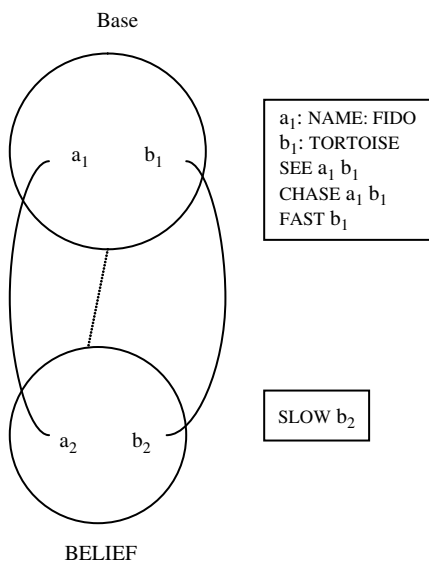 Base
a₁ b₁
a₁: NAME: FIDO
b₁: TORTOISE
SEE a₁ b₁
CHASE a₁ b₁
FAST b₁
a₂ b₂
SLOW b₂
BELIEF